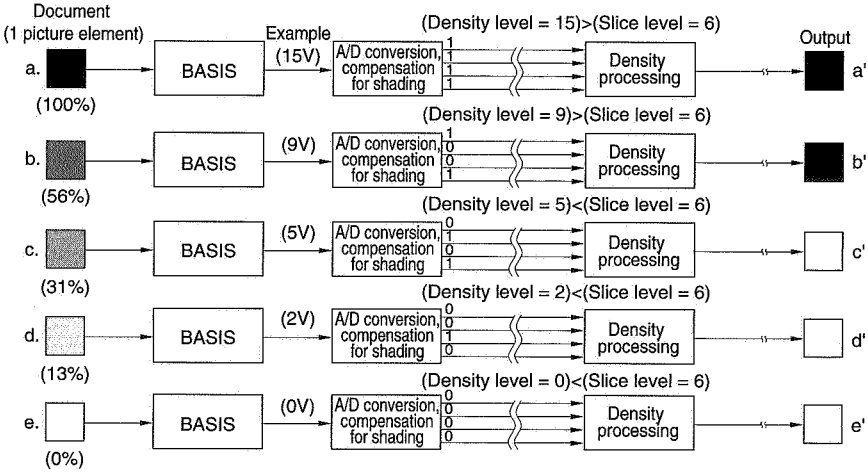 Document
(1 picture element)
Example
(Density level = 15)>(Slice level = 6)
Output
a.
(100%)
BASIS
(15V)
A/D conversion,
compensation
for shading
1
1
1
1
Density
processing
a'
(Density level = 9)>(Slice level = 6)
b.
(56%)
BASIS
(9V)
A/D conversion,
compensation
for shading
1
0
0
1
Density
processing
b'
(Density level = 5)<(Slice level = 6)
c.
(31%)
BASIS
(5V)
A/D conversion,
compensation
for shading
0
1
0
1
Density
processing
c'
(Density level = 2)<(Slice level = 6)
d.
(13%)
BASIS
(2V)
A/D conversion,
compensation
for shading
0
0
1
0
Density
processing
d'
(Density level = 0)<(Slice level = 6)
e.
(0%)
BASIS
(0V)
A/D conversion,
compensation
for shading
0
0
0
0
Density
processing
e'